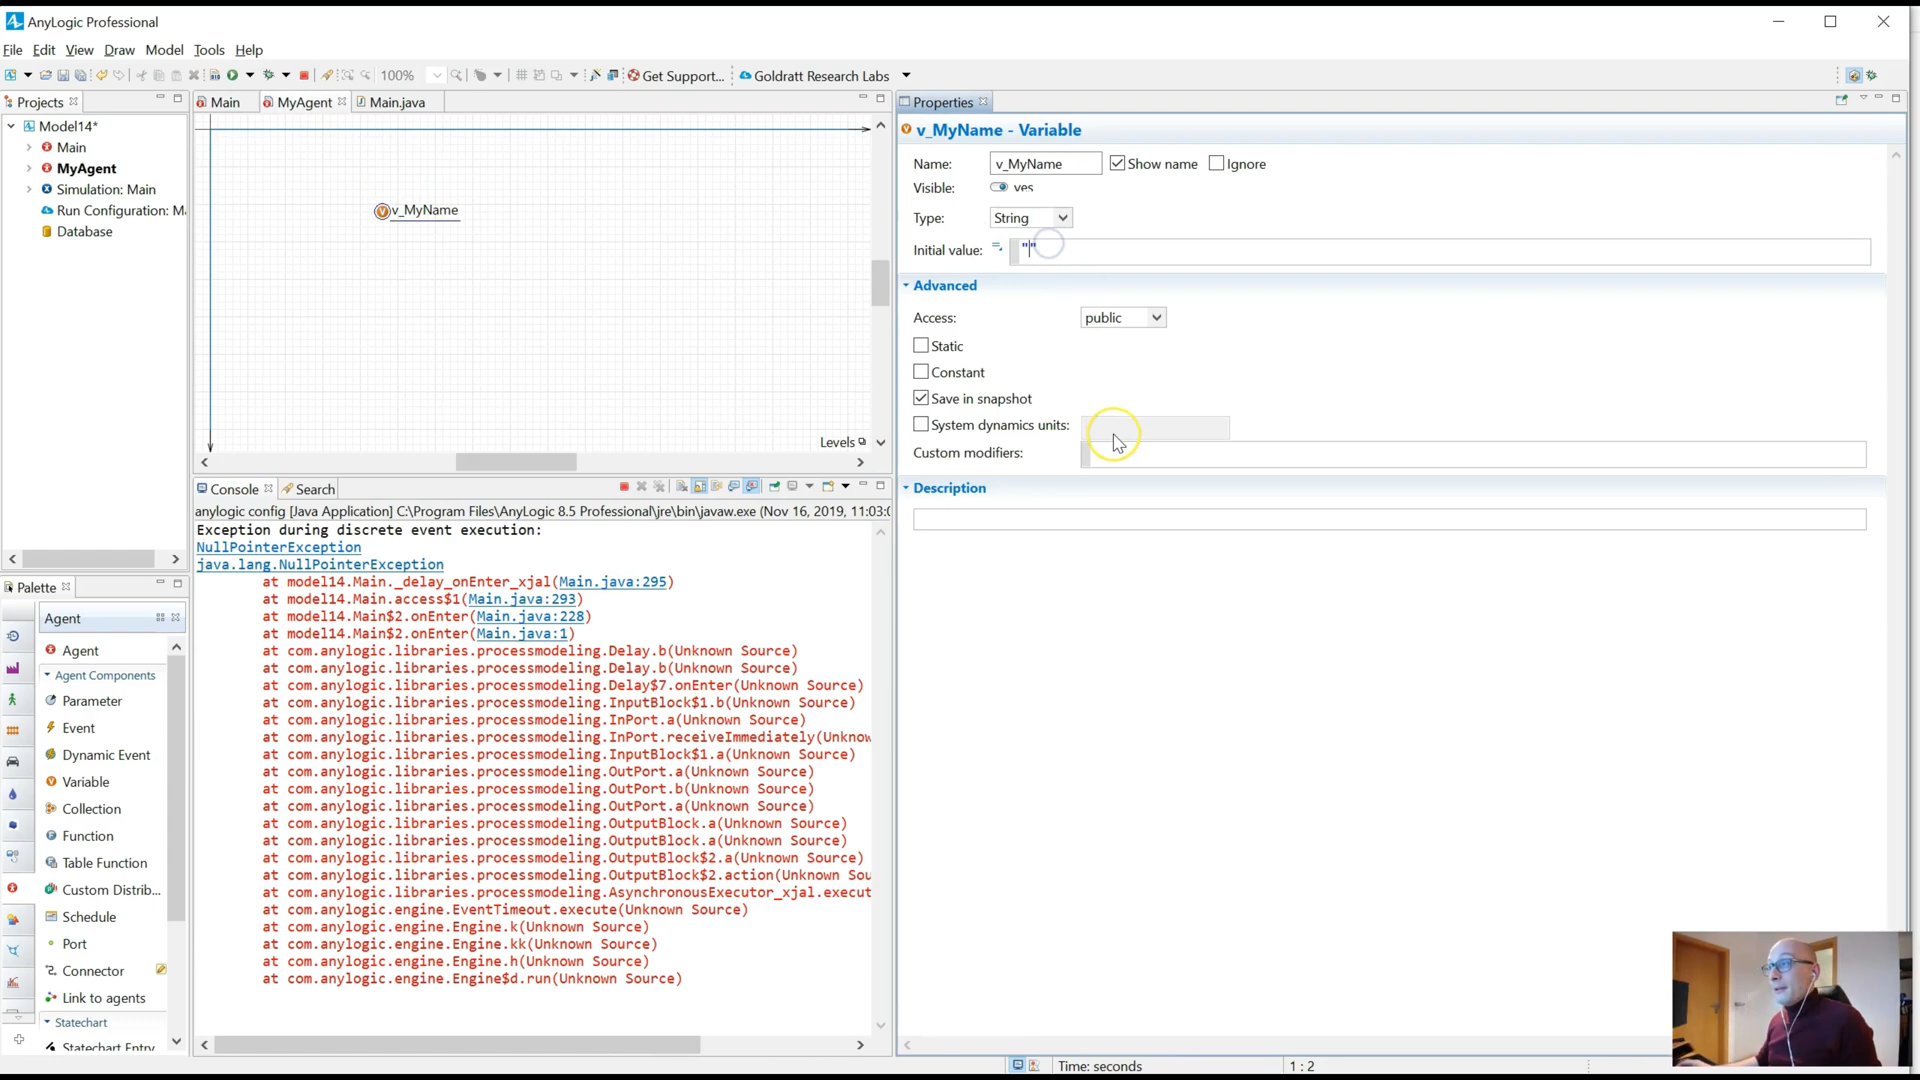 AnyLogic Professional
File Edit View Draw Model Tools Help
100% Get Support... Goldratt Research Labs
Projects
Model14*
Main
MyAgent
Simulation: Main
Run Configuration: Ma
Database
Palette
Agent
Agent
Agent Components
Parameter
Event
Dynamic Event
Variable
Collection
Function
Table Function
Custom Distrib...
Schedule
Port
Connector
Link to agents
Statechart
Statechart Entry
Main MyAgent Main.java
v_MyName
Levels
Console Search
anylogic config [Java Application] C:\Program Files\AnyLogic 8.5 Professional\jre\bin\javaw.exe (Nov 16, 2019, 11:03:0
Exception during discrete event execution:
NullPointerException
java.lang.NullPointerException
at model14.Main._delay_onEnter_xjal(Main.java:295)
at model14.Main.access$1(Main.java:293)
at model14.Main$2.onEnter(Main.java:228)
at model14.Main$2.onEnter(Main.java:1)
at com.anylogic.libraries.processmodeling.Delay.b(Unknown Source)
at com.anylogic.libraries.processmodeling.Delay.b(Unknown Source)
at com.anylogic.libraries.processmodeling.Delay$7.onEnter(Unknown Source)
at com.anylogic.libraries.processmodeling.InputBlock$1.b(Unknown Source)
at com.anylogic.libraries.processmodeling.InPort.a(Unknown Source)
at com.anylogic.libraries.processmodeling.InPort.receiveImmediately(Unknow
at com.anylogic.libraries.processmodeling.InputBlock$1.a(Unknown Source)
at com.anylogic.libraries.processmodeling.OutPort.a(Unknown Source)
at com.anylogic.libraries.processmodeling.OutPort.b(Unknown Source)
at com.anylogic.libraries.processmodeling.OutPort.a(Unknown Source)
at com.anylogic.libraries.processmodeling.OutputBlock.a(Unknown Source)
at com.anylogic.libraries.processmodeling.OutputBlock.a(Unknown Source)
at com.anylogic.libraries.processmodeling.OutputBlock$2.a(Unknown Source)
at com.anylogic.libraries.processmodeling.OutputBlock$2.action(Unknown Sou
at com.anylogic.libraries.processmodeling.AsynchronousExecutor_xjal.execut
at com.anylogic.engine.EventTimeout.execute(Unknown Source)
at com.anylogic.engine.Engine.k(Unknown Source)
at com.anylogic.engine.Engine.kk(Unknown Source)
at com.anylogic.engine.Engine.h(Unknown Source)
at com.anylogic.engine.Engine$d.run(Unknown Source)
Properties
v_MyName - Variable
Name: v_MyName Show name Ignore
Visible: yes
Type: String
Initial value: ""
Advanced
Access: public
Static
Constant
Save in snapshot
System dynamics units:
Custom modifiers:
Description
Time: seconds 1 : 2